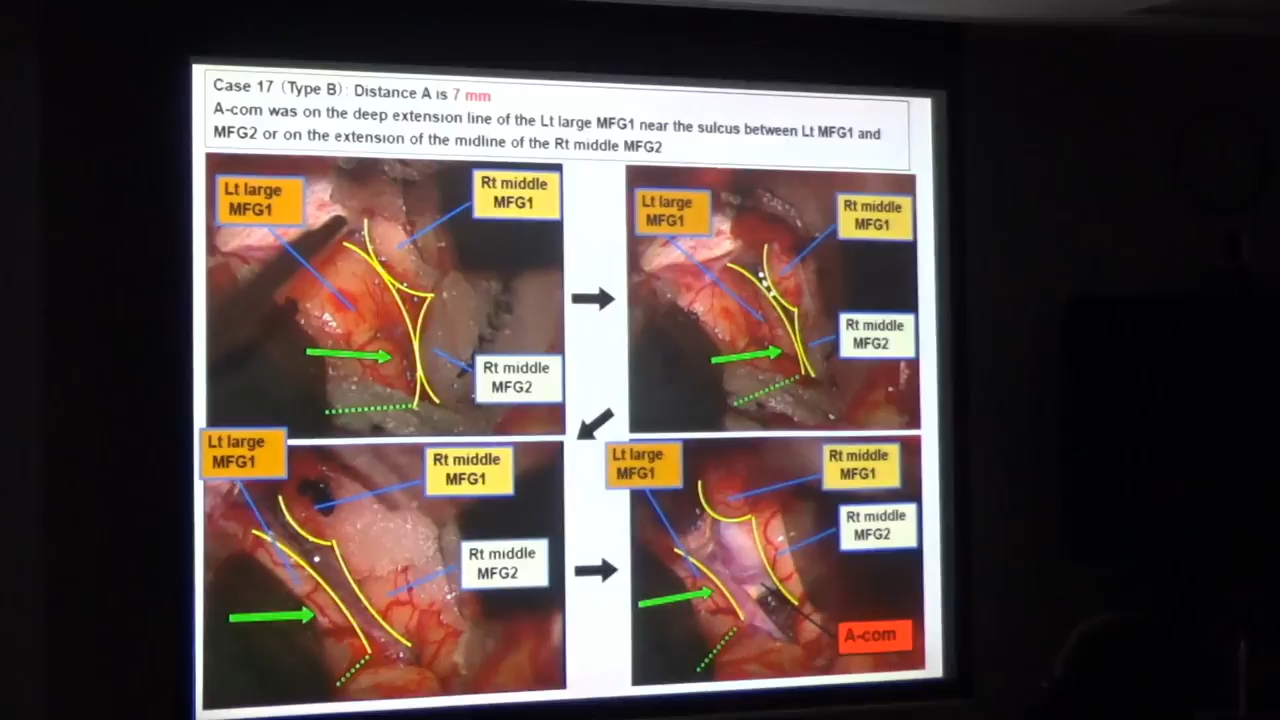 Case 17 (Type B): Distance A is 7 mm
A-com was on the deep extension line of the Lt large MFG1 near the sulcus between Lt MFG1 and
MFG2 or on the extension of the midline of the Rt middle MFG2
Lt large
MFG1
Rt middle
MFG1
Rt middle
MFG2
Lt large
MFG1
Rt middle
MFG1
Rt middle
MFG2
Lt large
MFG1
Rt middle
MFG1
Rt middle
MFG2
Lt large
MFG1
Rt middle
MFG1
Rt middle
MFG2
A-com